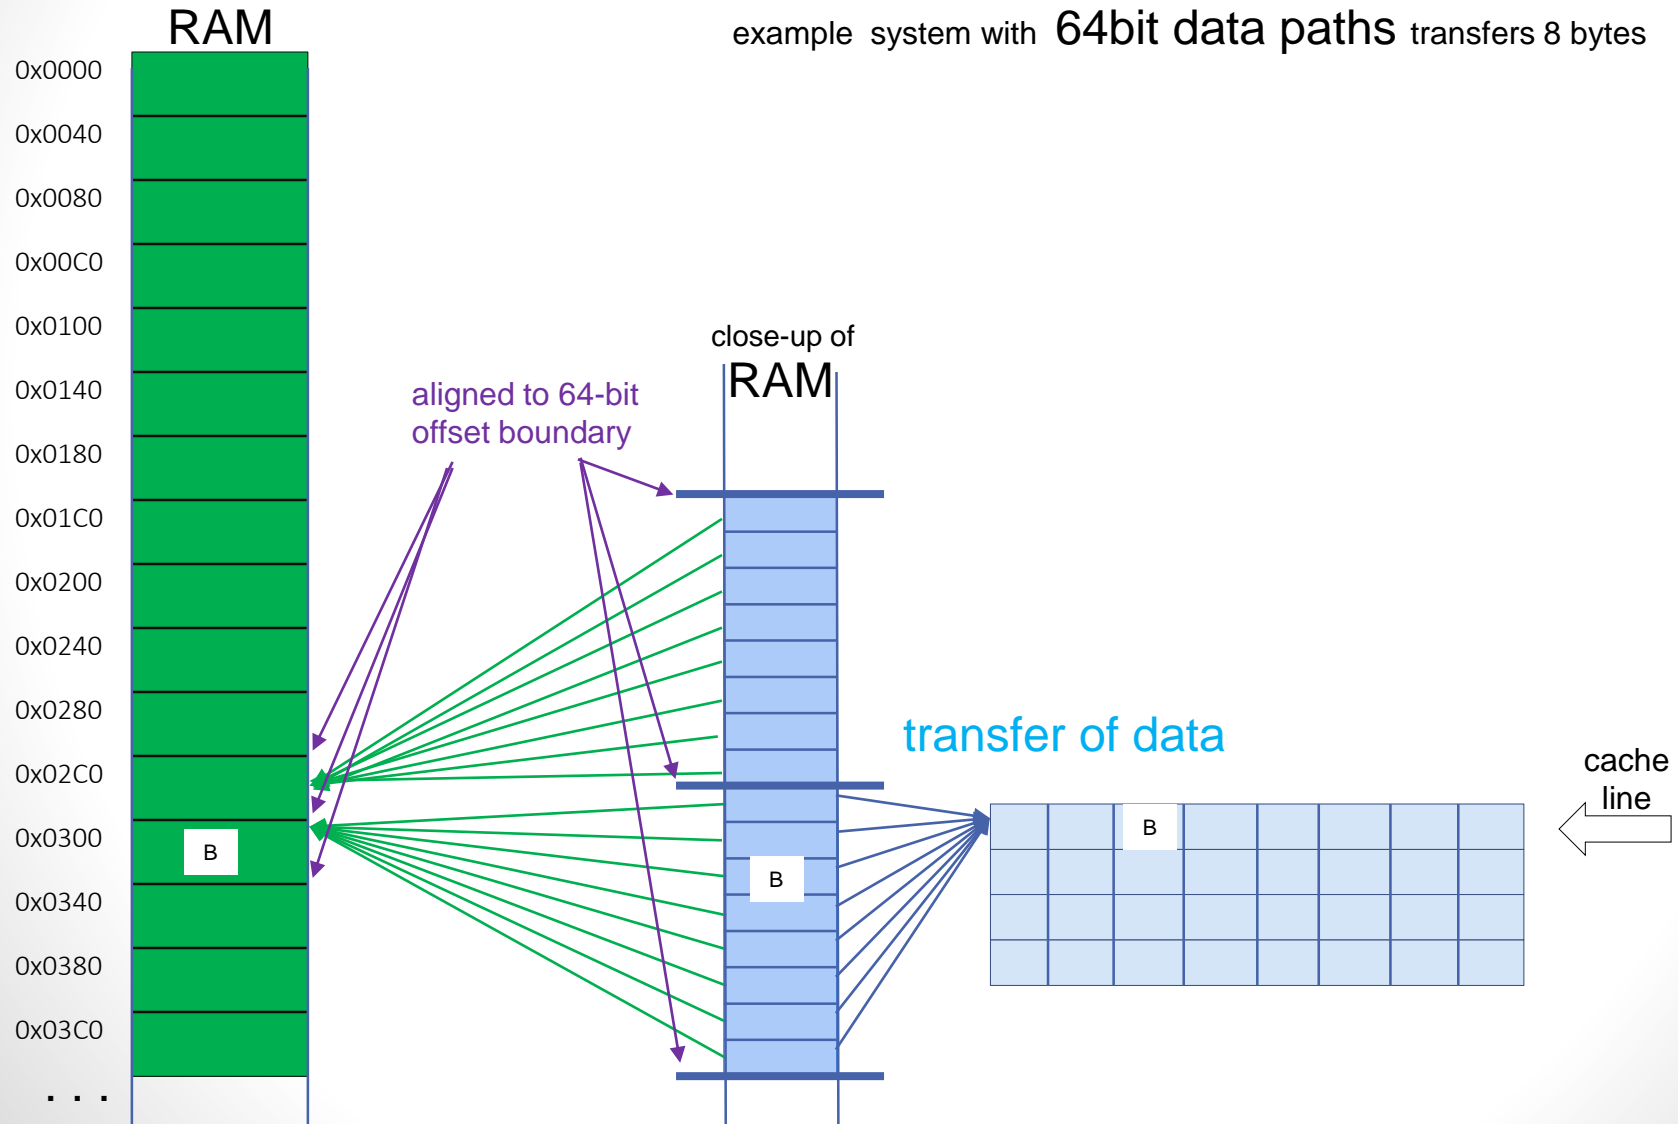 RAM
example system with 64bit data paths transfers 8 bytes
0x0000
0x0040
0x0080
0x00C0
0x0100
0x0140
0x0180
0x01C0
0x0200
0x0240
0x0280
0x02C0
0x0300
0x0340
0x0380
0x03C0
. . .
B
aligned to 64-bit
offset boundary
close-up of
RAM
B
transfer of data
B
cache
line